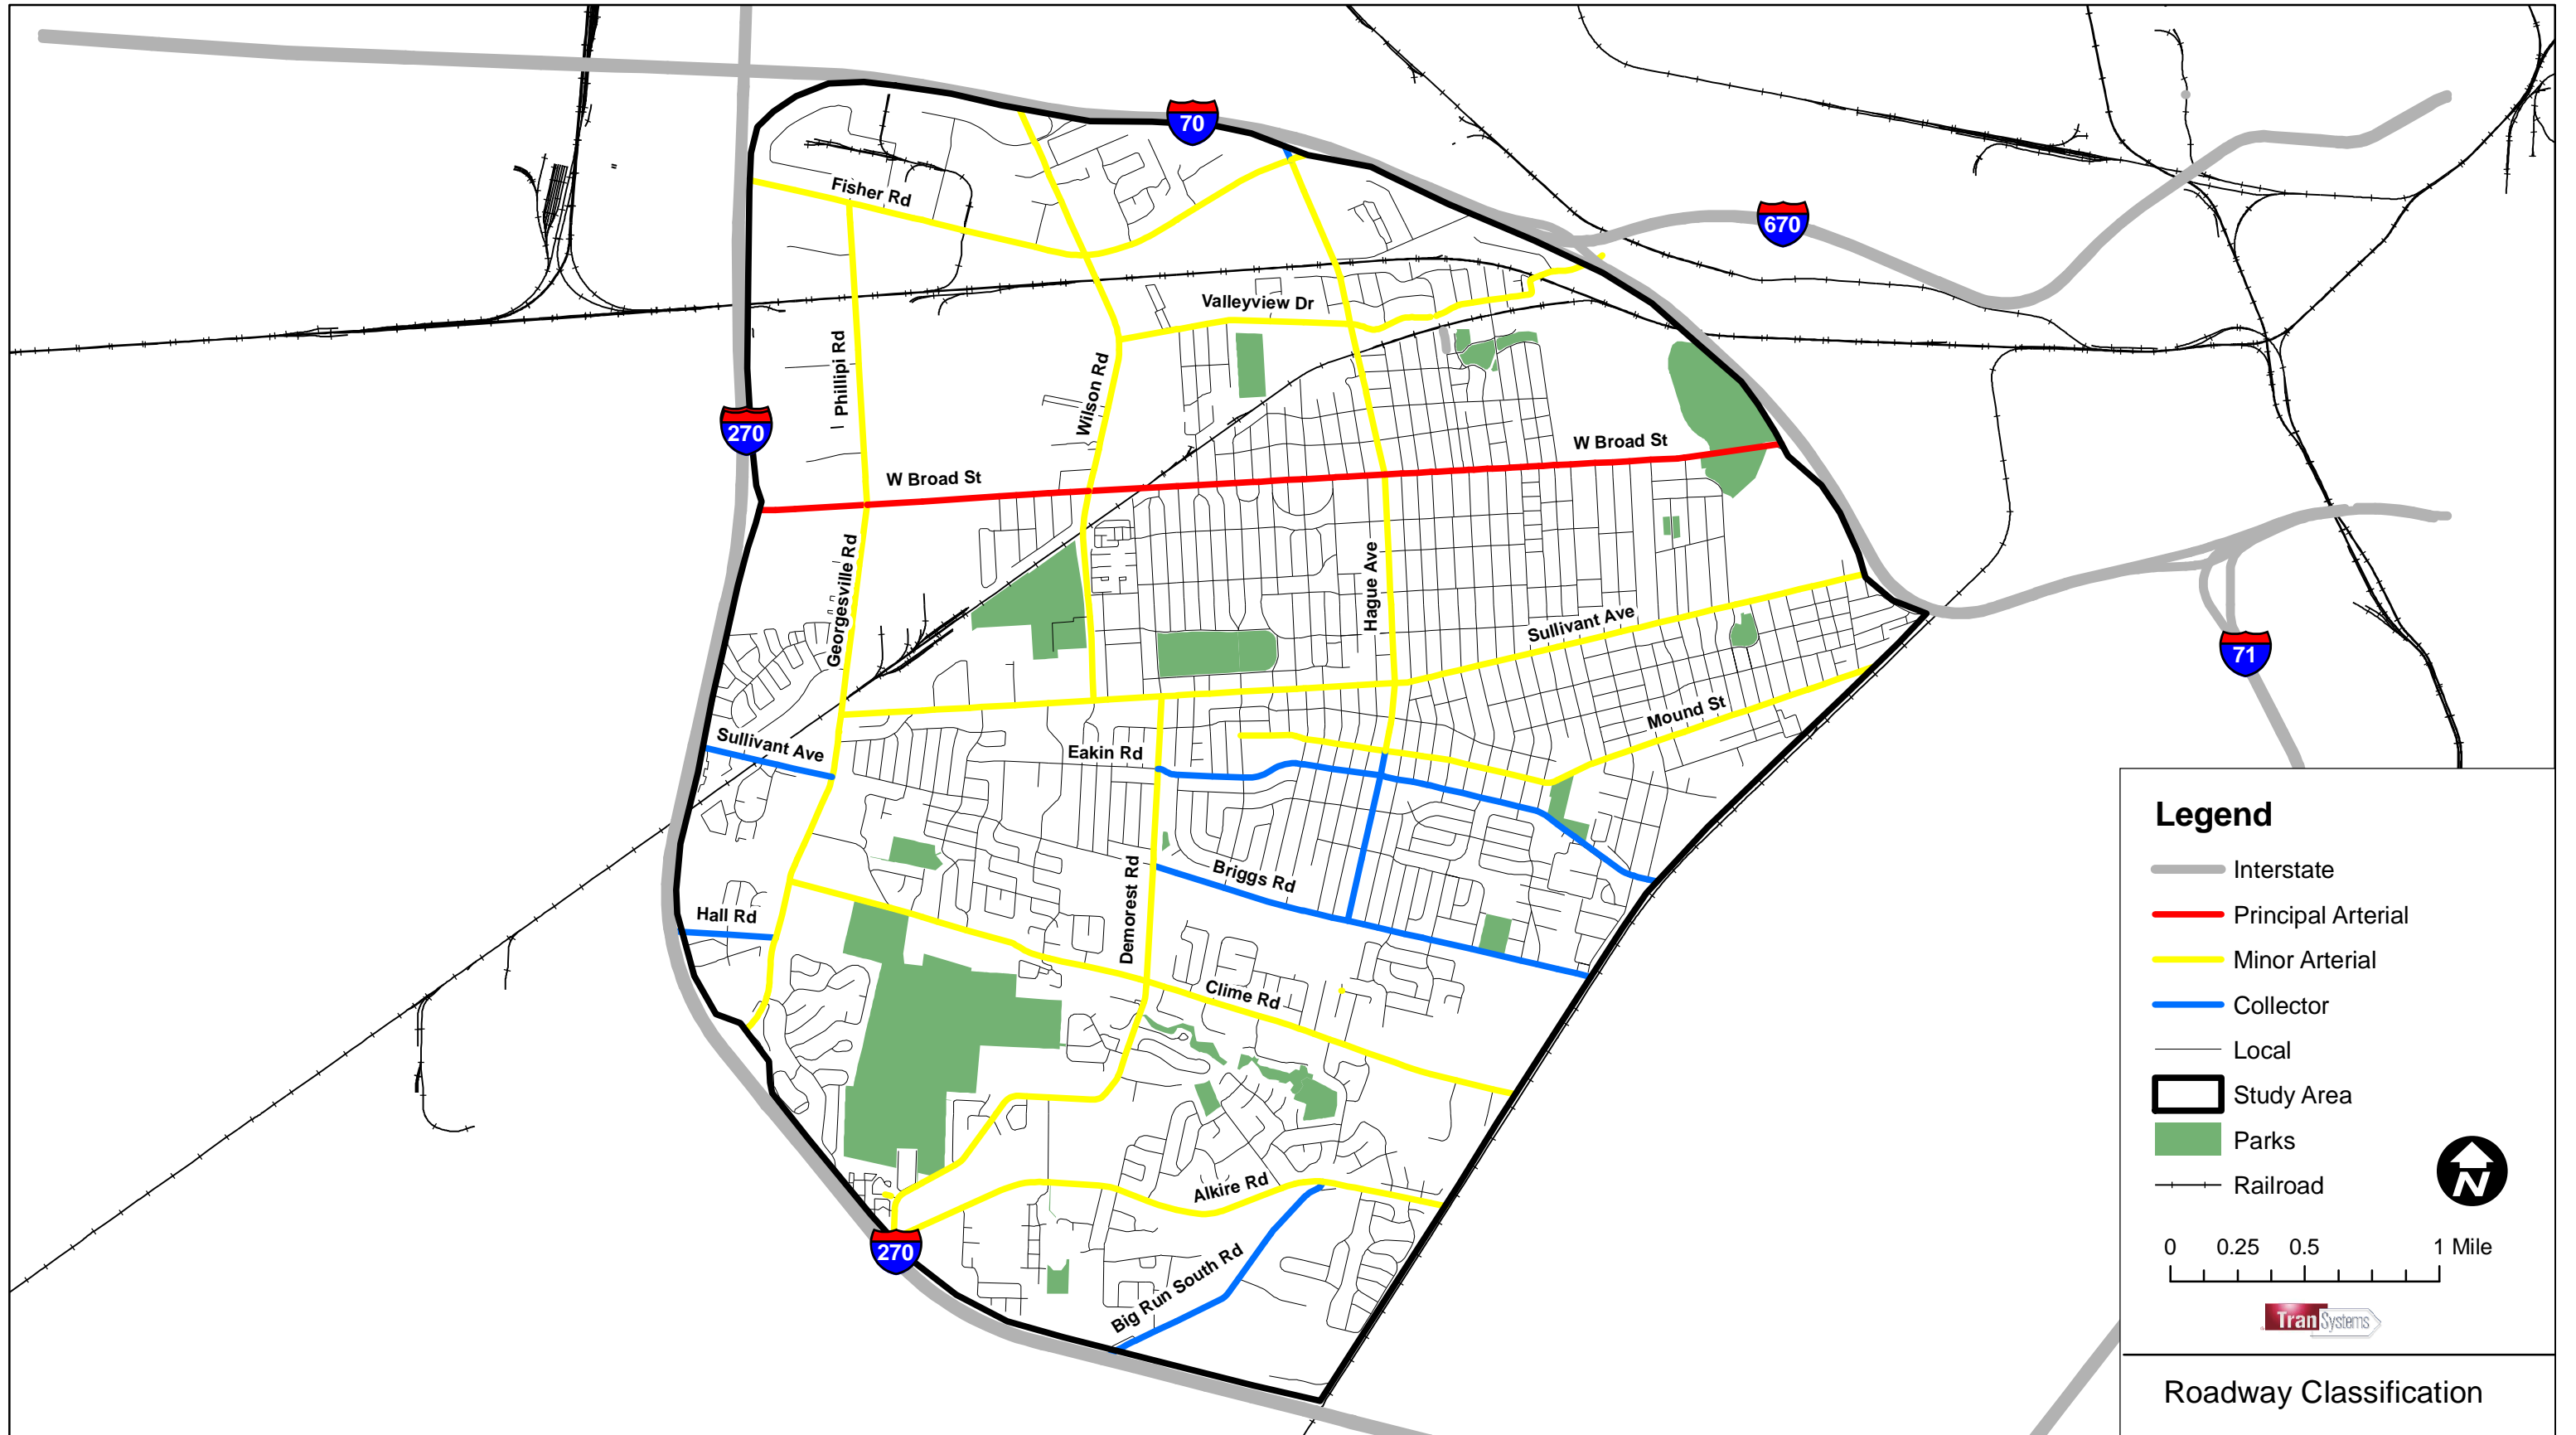 70
670
Fisher Rd
Valleyview Dr
Phillipi Rd
Wilson Rd
270
W Broad St
W Broad St
Georgesville Rd
Hague Ave
Sullivant Ave
71
Mound St
Sullivant Ave
Eakin Rd
Briggs Rd
Demorest Rd
Hall Rd
Clime Rd
Alkire Rd
270
Big Run South Rd
Legend
Interstate
Principal Arterial
Minor Arterial
Collector
Local
Study Area
Parks
Railroad
N
0 0.25 0.5 1 Mile
TranSystems
Roadway Classification